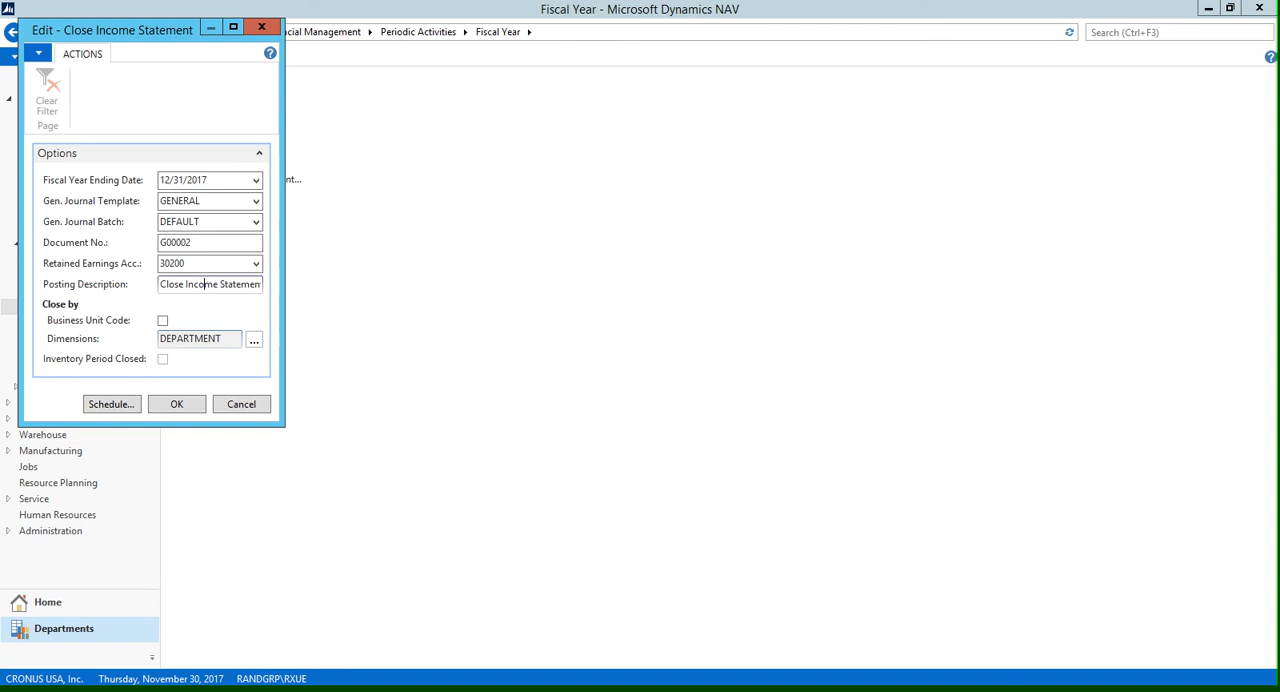 Fiscal Year - Microsoft Dynamics NAV
Edit - Close Income Statement
Periodic Activities
Fiscal Year
Search (Ctrl+F3)
ACTIONS
Clear
Filter
Page
Options
Fiscal Year Ending Date: 12/31/2017
Gen. Journal Template: GENERAL
Gen. Journal Batch: DEFAULT
Document No.: G00002
Retained Earnings Acc.: 30200
Posting Description: Close Income Statement
Close by
Business Unit Code:
Dimensions: DEPARTMENT ...
Inventory Period Closed:
Schedule... OK Cancel
Warehouse
Manufacturing
Jobs
Resource Planning
Service
Human Resources
Administration
Home
Departments
CRONUS USA, Inc. Thursday, November 30, 2017 RANDGRP\RXUE